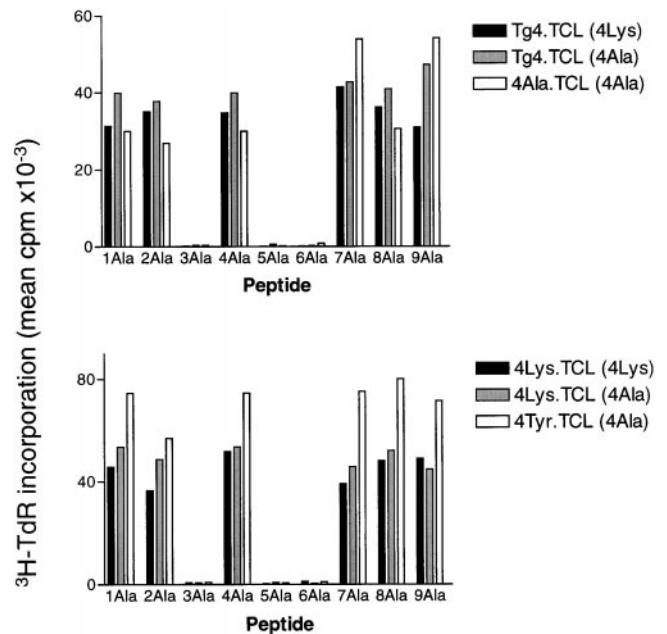 ³H-TdR incorporation (mean cpm x10⁻³)
60
40
20
0
1Ala 2Ala 3Ala 4Ala 5Ala 6Ala 7Ala 8Ala 9Ala
Peptide
Tg4.TCL (4Lys)
Tg4.TCL (4Ala)
4Ala.TCL (4Ala)
80
40
0
1Ala 2Ala 3Ala 4Ala 5Ala 6Ala 7Ala 8Ala 9Ala
Peptide
4Lys.TCL (4Lys)
4Lys.TCL (4Ala)
4Tyr.TCL (4Ala)